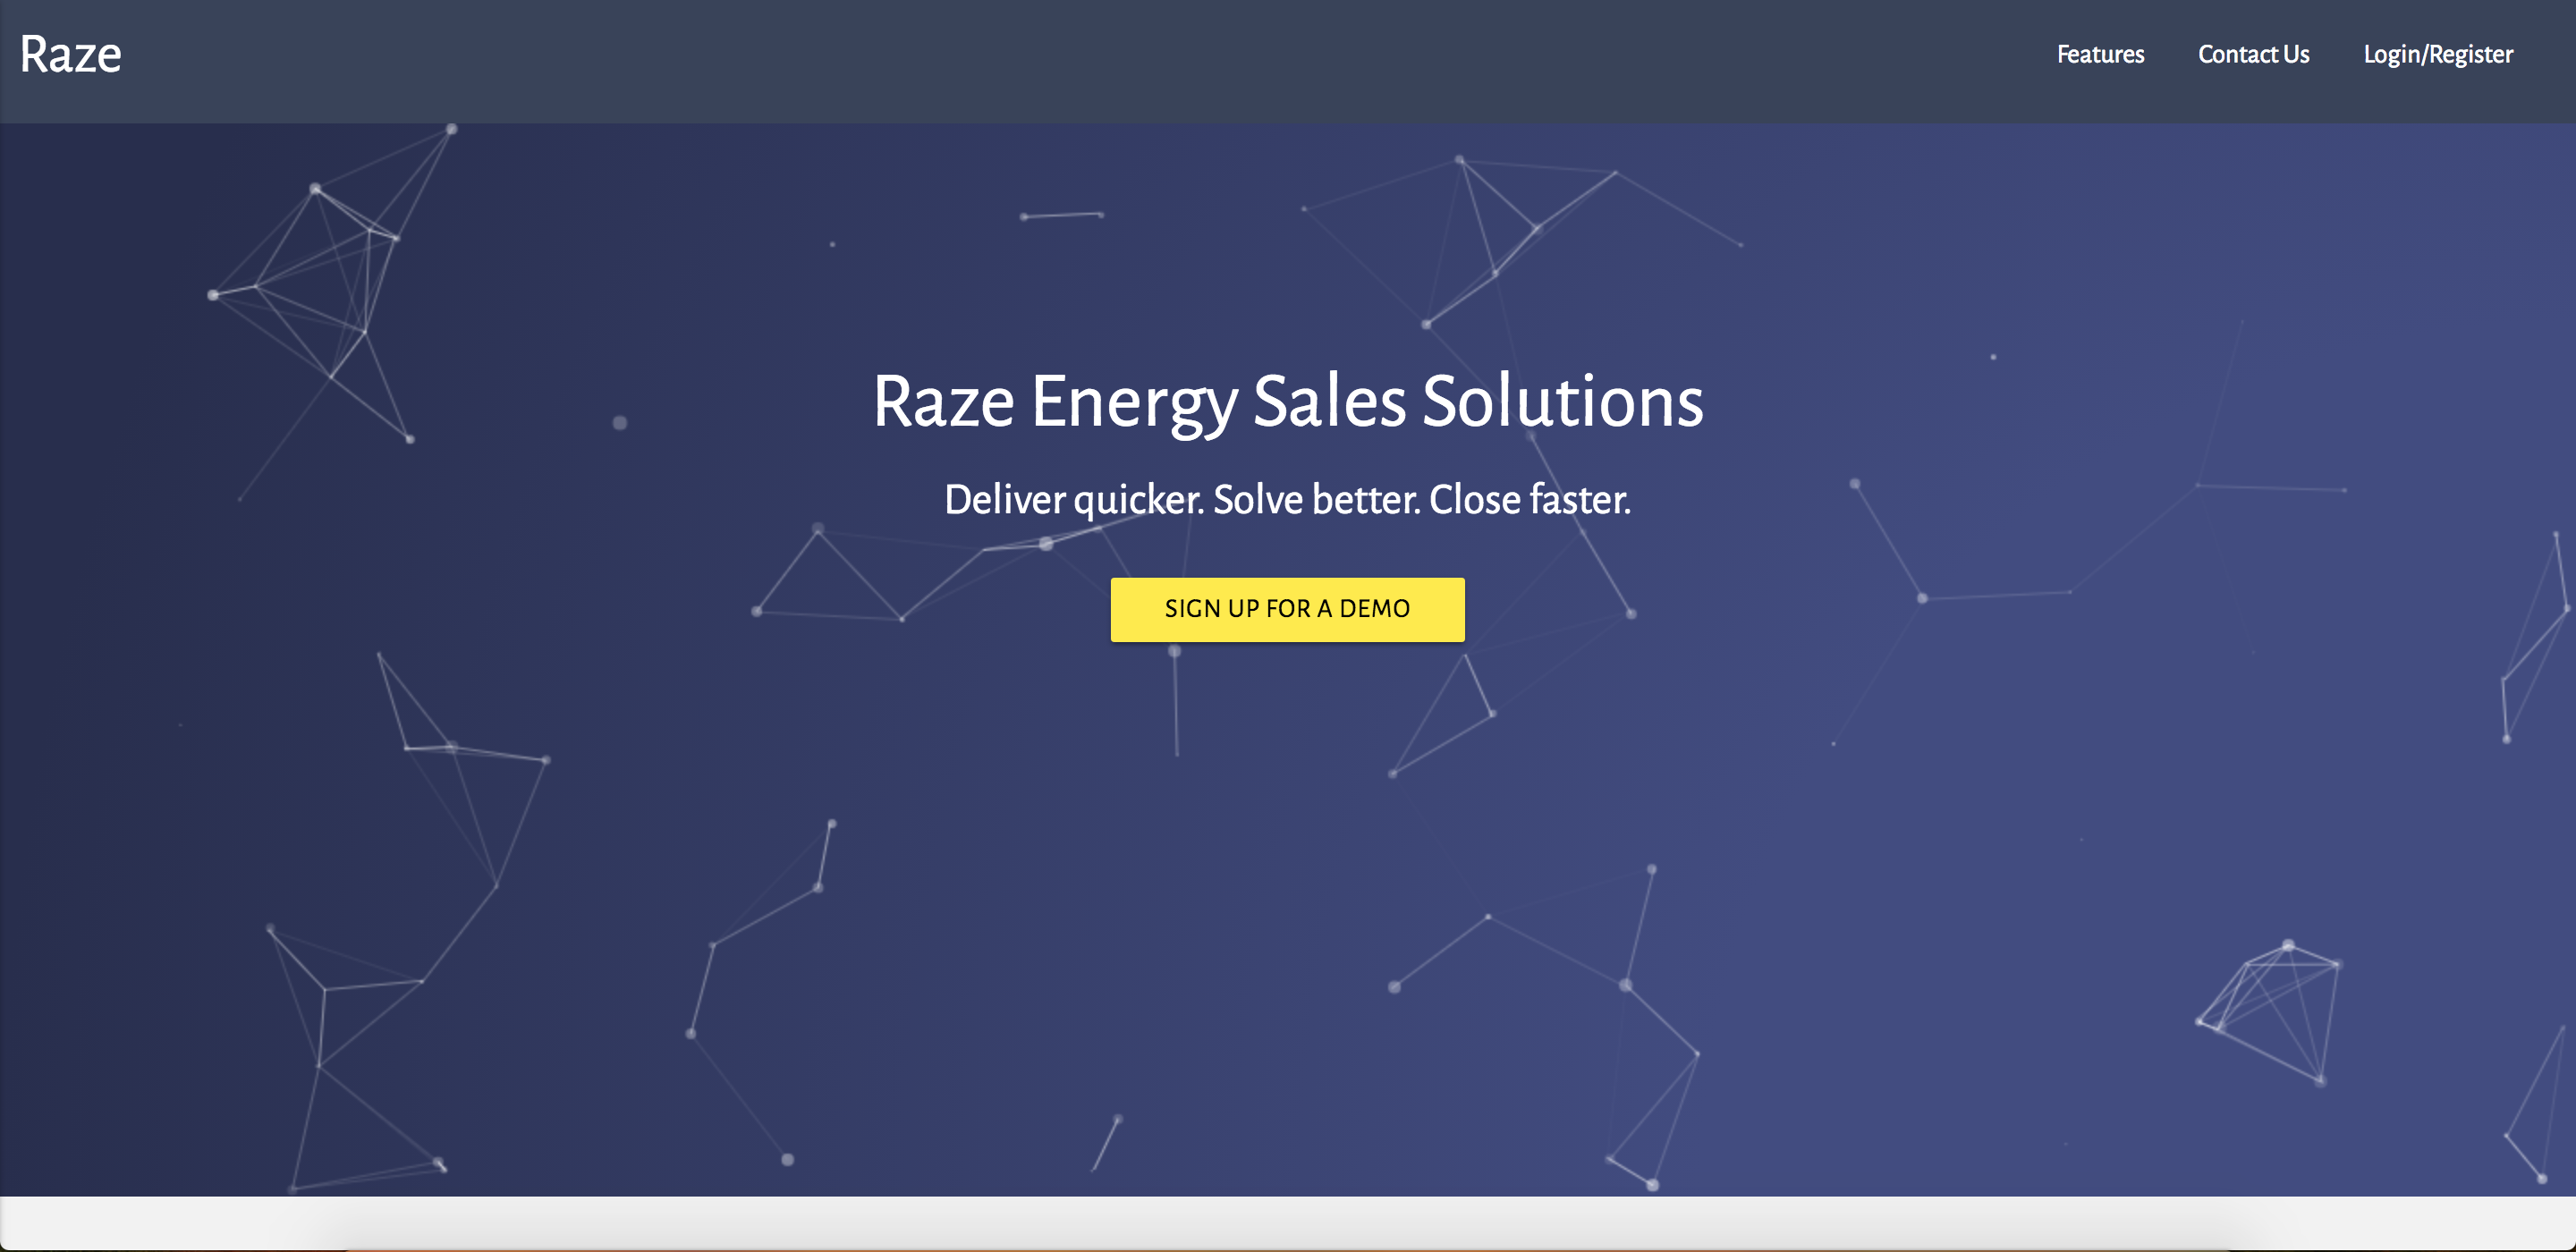 Raze
Features Contact Us Login/Register
Raze Energy Sales Solutions
Deliver quicker. Solve better. Close faster.
SIGN UP FOR A DEMO